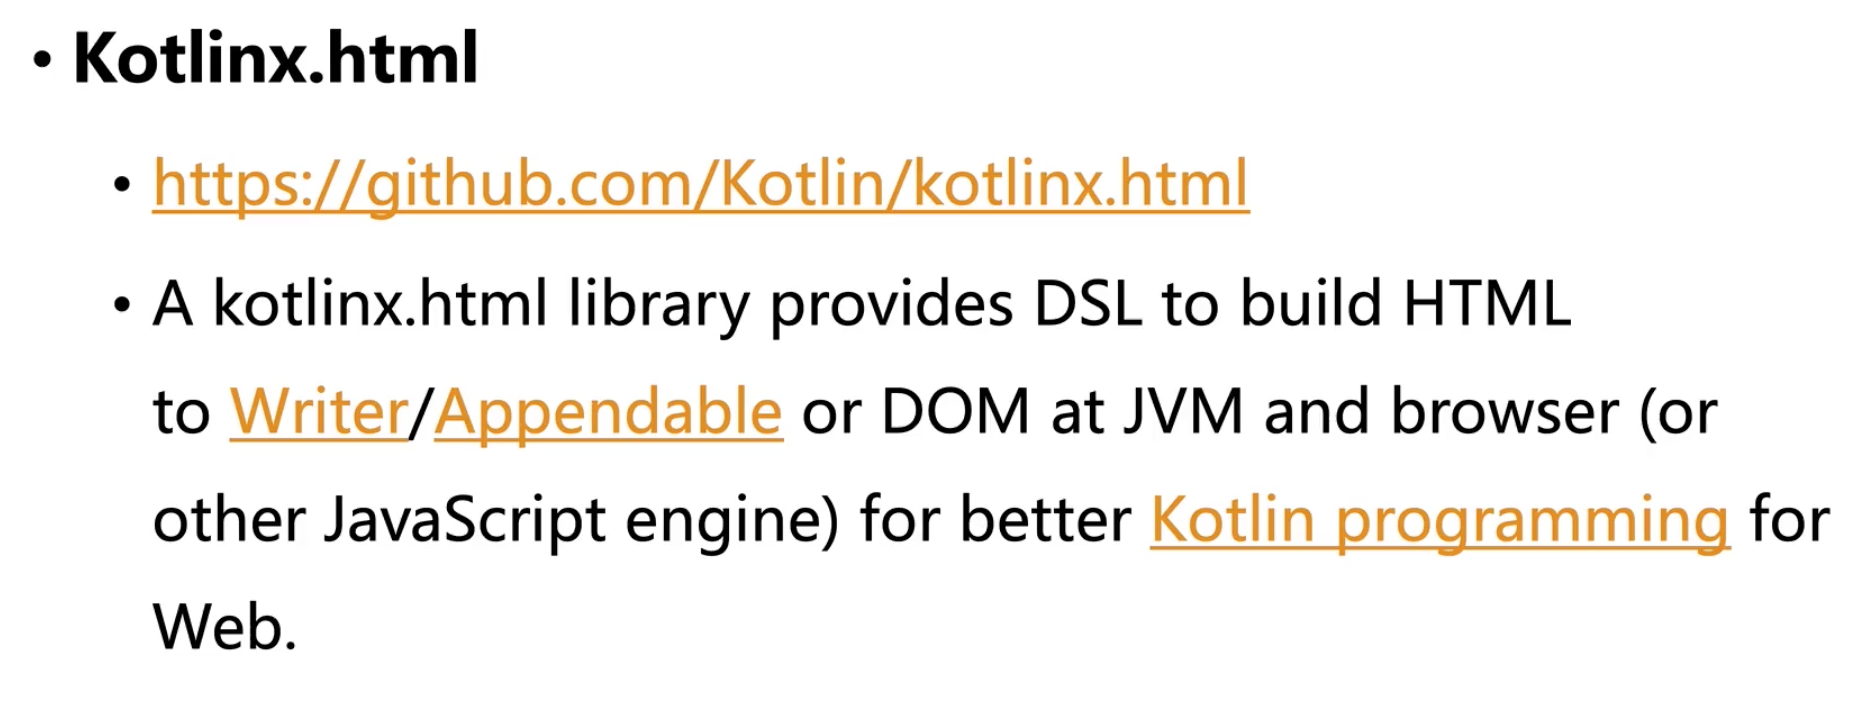 • Kotlinx.html
• https://github.com/Kotlin/kotlinx.html
• A kotlinx.html library provides DSL to build HTML
to Writer/Appendable or DOM at JVM and browser (or
other JavaScript engine) for better Kotlin programming for
Web.